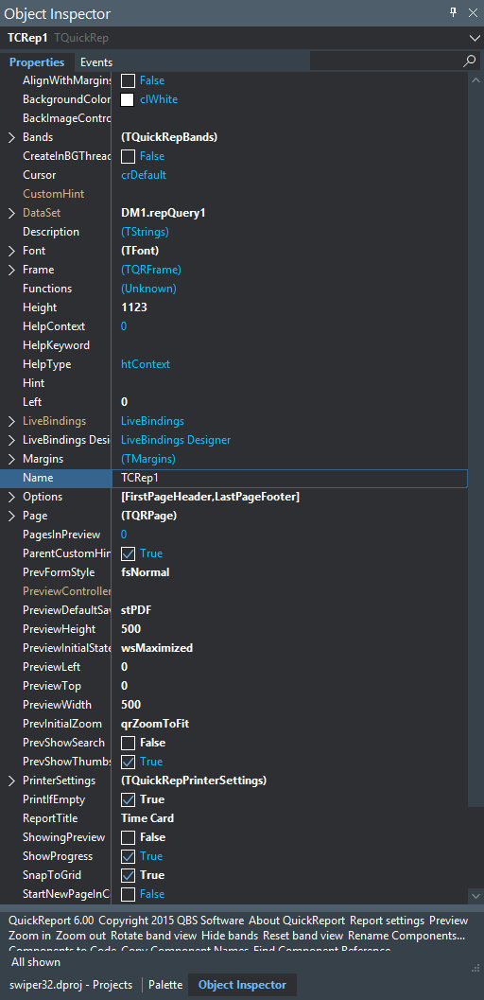 Object Inspector
TCRep1 TQuickRep
Properties Events
AlignWithMargins False
BackgroundColor clWhite
BackImageContro
Bands (TQuickRepBands)
CreateInBGThread False
Cursor crDefault
CustomHint
DataSet DM1.repQuery1
Description (TStrings)
Font (TFont)
Frame (TQRFrame)
Functions (Unknown)
Height 1123
HelpContext 0
HelpKeyword
HelpType htContext
Hint
Left 0
LiveBindings LiveBindings
LiveBindings Desi LiveBindings Designer
Margins (TMargins)
Name TCRep1
Options [FirstPageHeader,LastPageFooter]
Page (TQRPage)
PagesInPreview 0
ParentCustomHin True
PrevFormStyle fsNormal
PreviewController
PreviewDefaultSav stPDF
PreviewHeight 500
PreviewInitialState wsMaximized
PreviewLeft 0
PreviewTop 0
PreviewWidth 500
PrevInitialZoom qrZoomToFit
PrevShowSearch False
PrevShowThumbs True
PrinterSettings (TQuickRepPrinterSettings)
PrintIfEmpty True
ReportTitle Time Card
ShowingPreview False
ShowProgress True
SnapToGrid True
StartNewPageInCo False
QuickReport 6.00 Copyright 2015 QBS Software About QuickReport Report settings Preview
Zoom in Zoom out Rotate band view Hide bands Reset band view Rename Components...
Components to Code Copy Component Names Find Component Reference
All shown
swiper32.dproj - Projects Palette Object Inspector